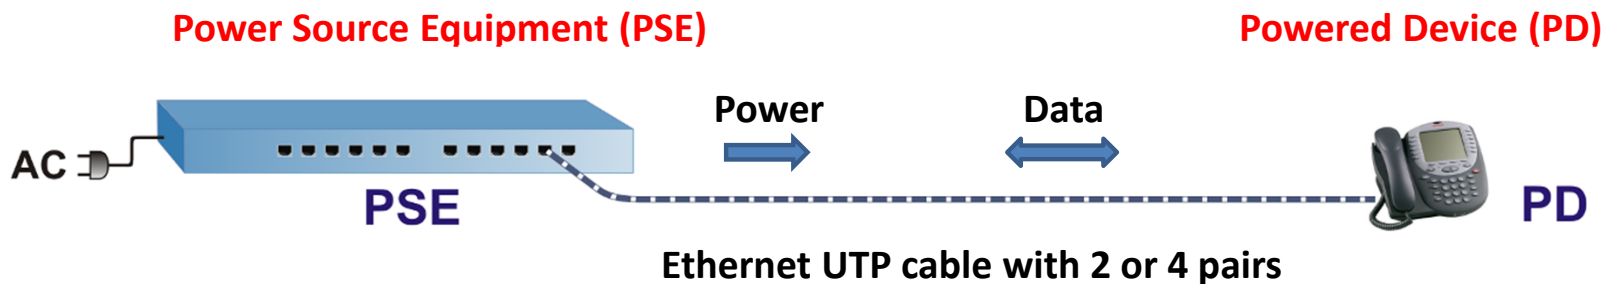 Power Source Equipment (PSE)
Powered Device (PD)
Power
Data
AC
PSE
PD
Ethernet UTP cable with 2 or 4 pairs